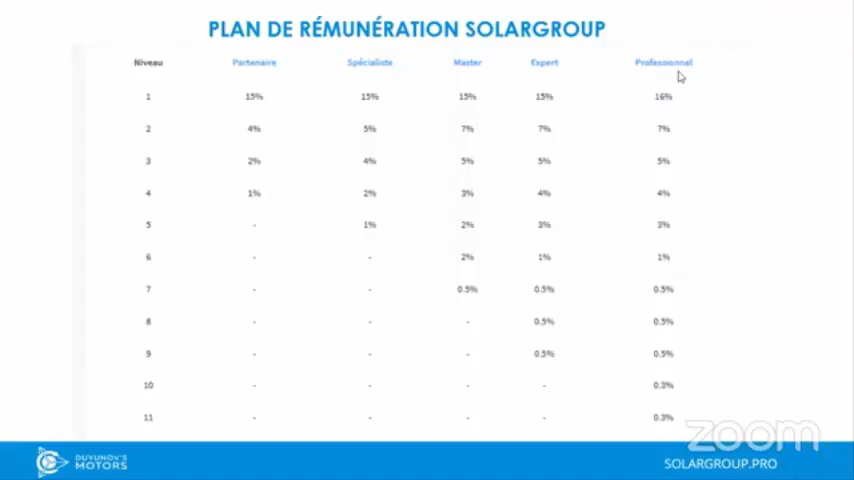 PLAN DE RÉMUNÉRATION SOLARGROUP
Niveau Partenaire Spécialiste Master Expert Professionnel
1 15% 15% 15% 15% 16%
2 4% 5% 7% 7% 7%
3 2% 4% 5% 5% 5%
4 1% 2% 3% 4% 4%
5 - 1% 2% 3% 3%
6 - - 2% 1% 1%
7 - - 0.5% 0.5% 0.5%
8 - - - 0.5% 0.5%
9 - - - 0.5% 0.5%
10 - - - - 0.3%
11 - - - - 0.3%
zoom
DUYUNOV'S
MOTORS
SOLARGROUP.PRO